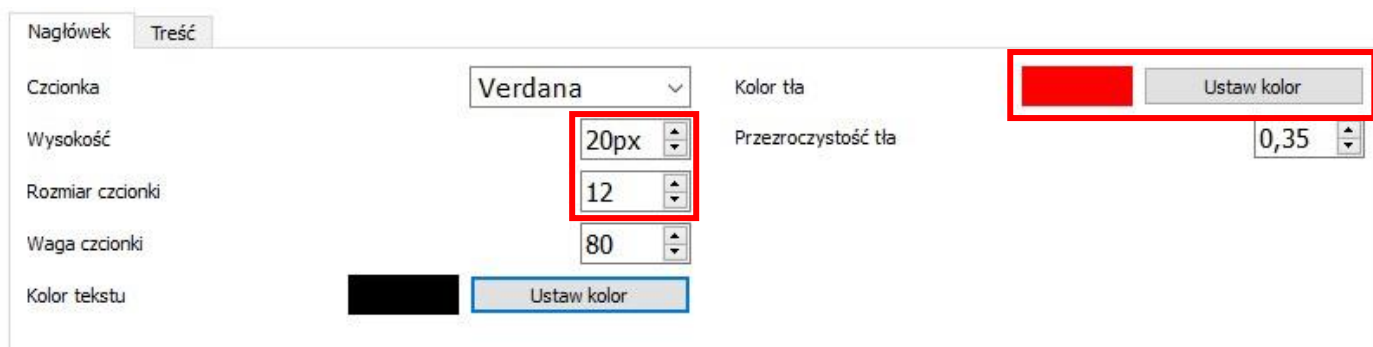 Nagłówek Treść
Czcionka Verdana Kolor tła Ustaw kolor
Wysokość 20px Przezroczystość tła 0,35
Rozmiar czcionki 12
Waga czcionki 80
Kolor tekstu Ustaw kolor